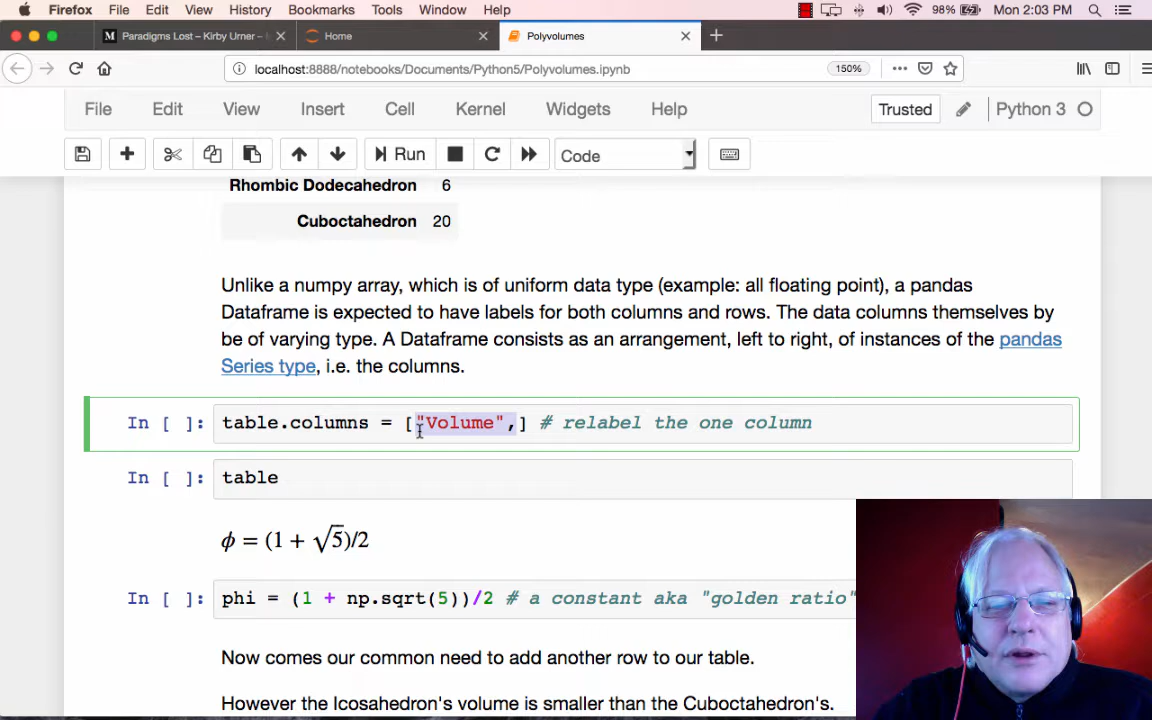 Firefox File Edit View History Bookmarks Tools Window Help 98% Mon 2:03 PM
M Paradigms Lost – Kirby Urner –
Home
Polyvolumes
localhost:8888/notebooks/Documents/Python5/Polyvolumes.ipynb 150%
File Edit View Insert Cell Kernel Widgets Help Trusted Python 3
Run Code
Rhombic Dodecahedron 6
Cuboctahedron 20
Unlike a numpy array, which is of uniform data type (example: all floating point), a pandas
Dataframe is expected to have labels for both columns and rows. The data columns themselves by
be of varying type. A Dataframe consists as an arrangement, left to right, of instances of the pandas
Series type, i.e. the columns.
In [ ]: table.columns = ["Volume",] # relabel the one column
In [ ]: table
ϕ = (1 + √5)/2
In [ ]: phi = (1 + np.sqrt(5))/2 # a constant aka "golden ratio"
Now comes our common need to add another row to our table.
However the Icosahedron's volume is smaller than the Cuboctahedron's.